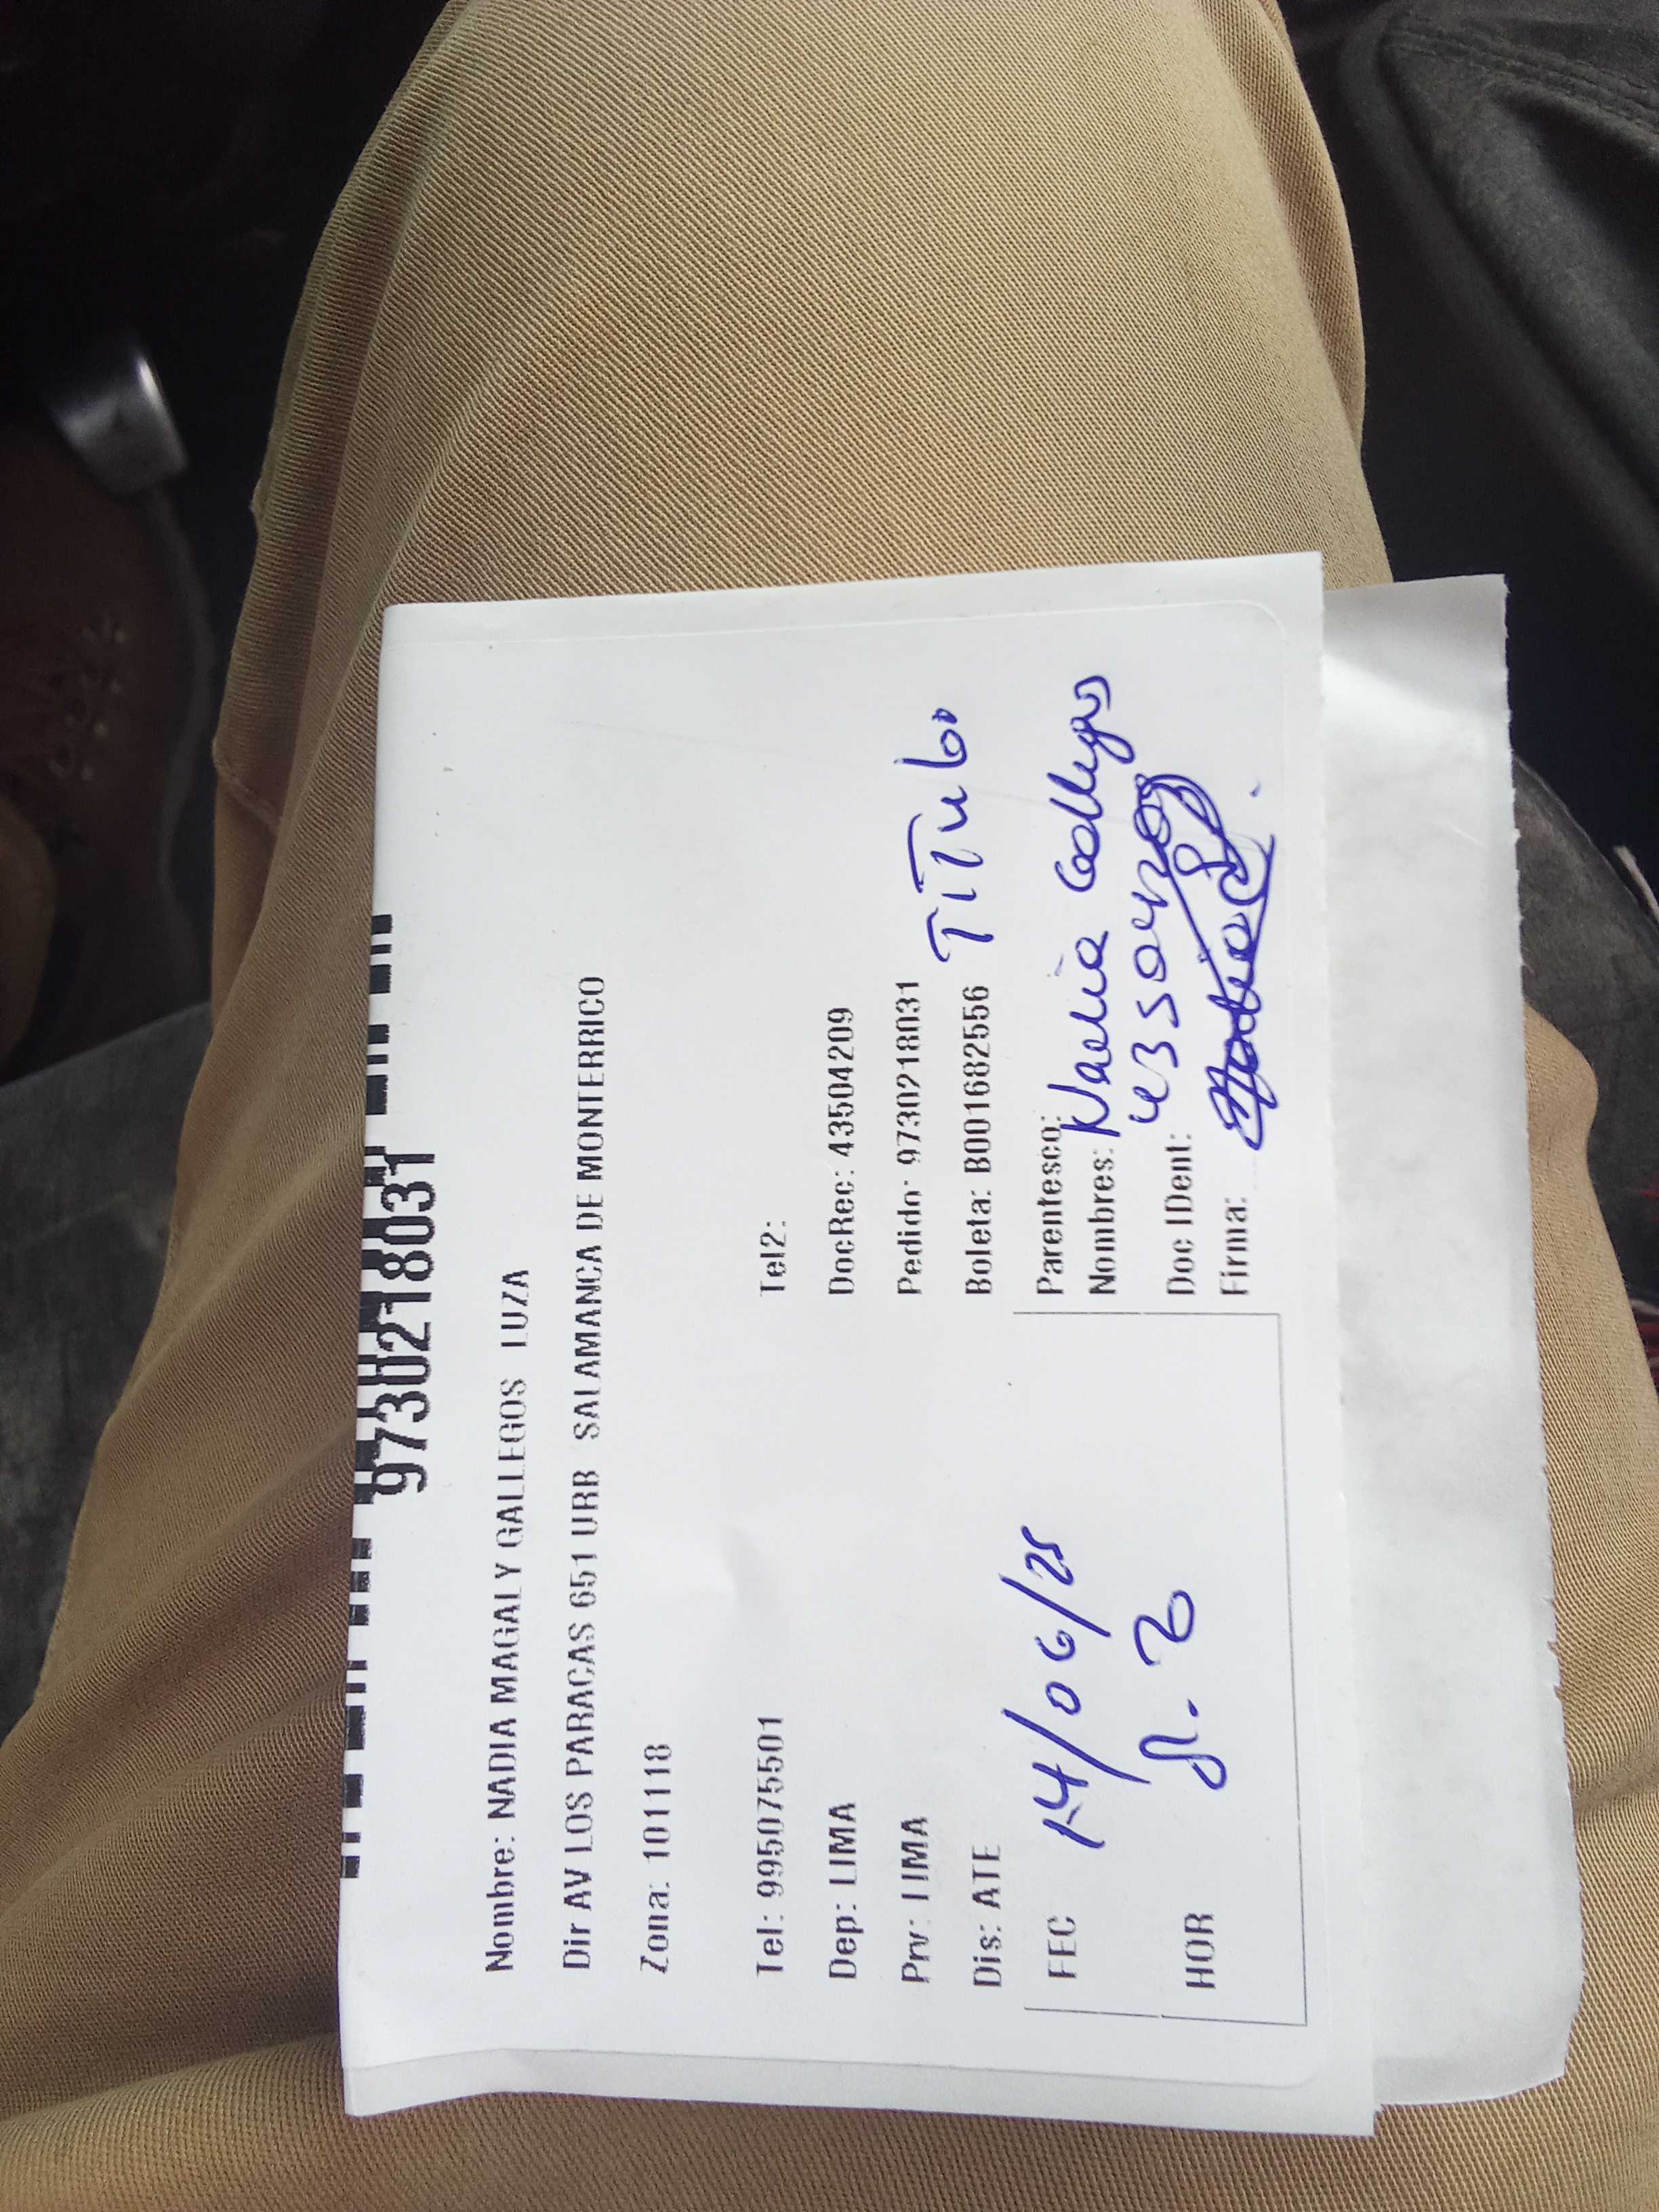 9730218031
Nombre: NADIA MAGALY GALLEGOS LUZA
Dir AV LOS PARACAS 651 URB SALAMANCA DE MONTERRICO
Zona: 101118
Tel: 995075501 Tel2:
Dep: LIMA DocRec: 43504209
Prv: LIMA Pedido: 9730218031
Dis: ATE Boleta: B001682556 TiTular
FEC 14/06/25 Parentesco:
Nombres: Nadia Gallegos
HOR Doc IDent: 43504209
Firma: